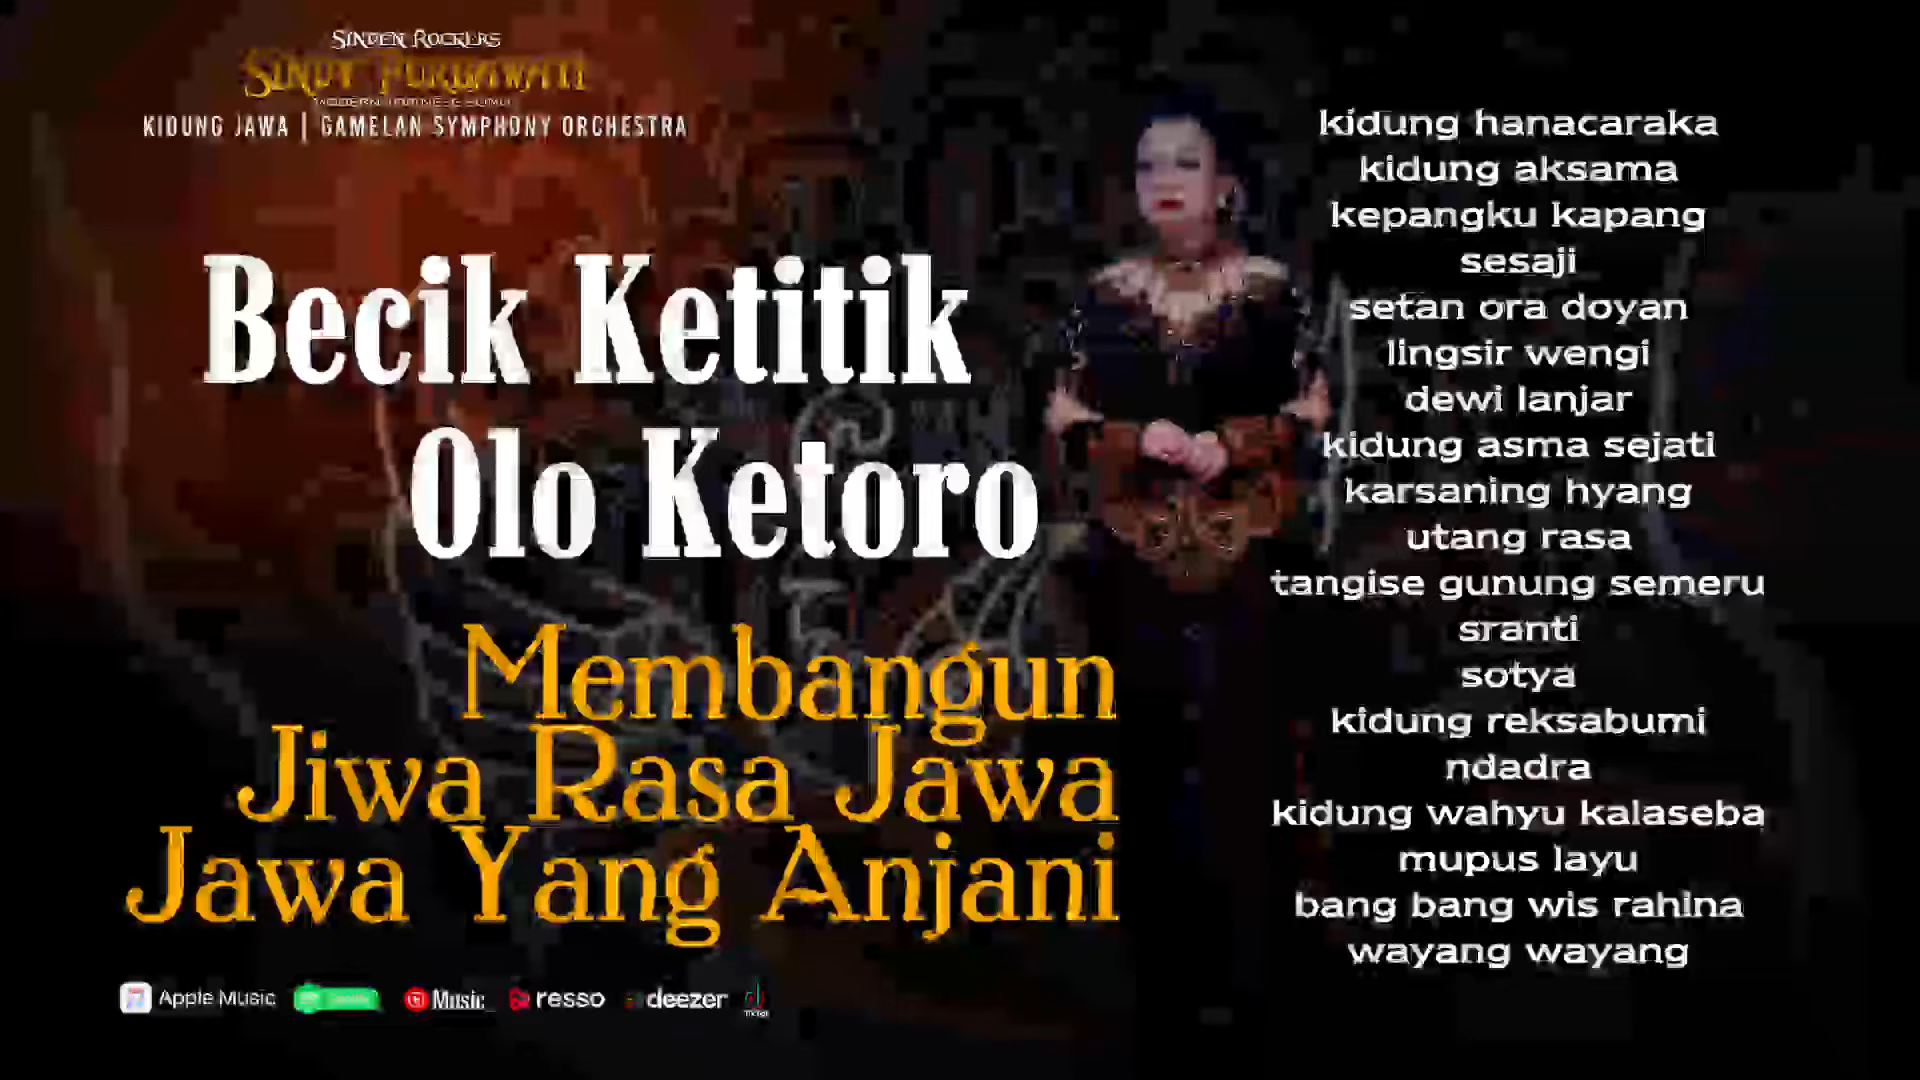 SINDEN ROCKERS
SINDY PURBAWATI
KIDUNG JAWA | GAMELAN SYMPHONY ORCHESTRA
Becik Ketitik
Olo Ketoro
Membangun
Jiwa Rasa Jawa
Jawa Yang Anjani
kidung hanacaraka
kidung aksama
kepangku kapang
sesaji
setan ora doyan
lingsir wengi
dewi lanjar
kidung asma sejati
karsaning hyang
utang rasa
tangise gunung semeru
sranti
sotya
kidung reksabumi
ndadra
kidung wahyu kalaseba
mupus layu
bang bang wis rahina
wayang wayang
Apple Music
Music
resso
deezer